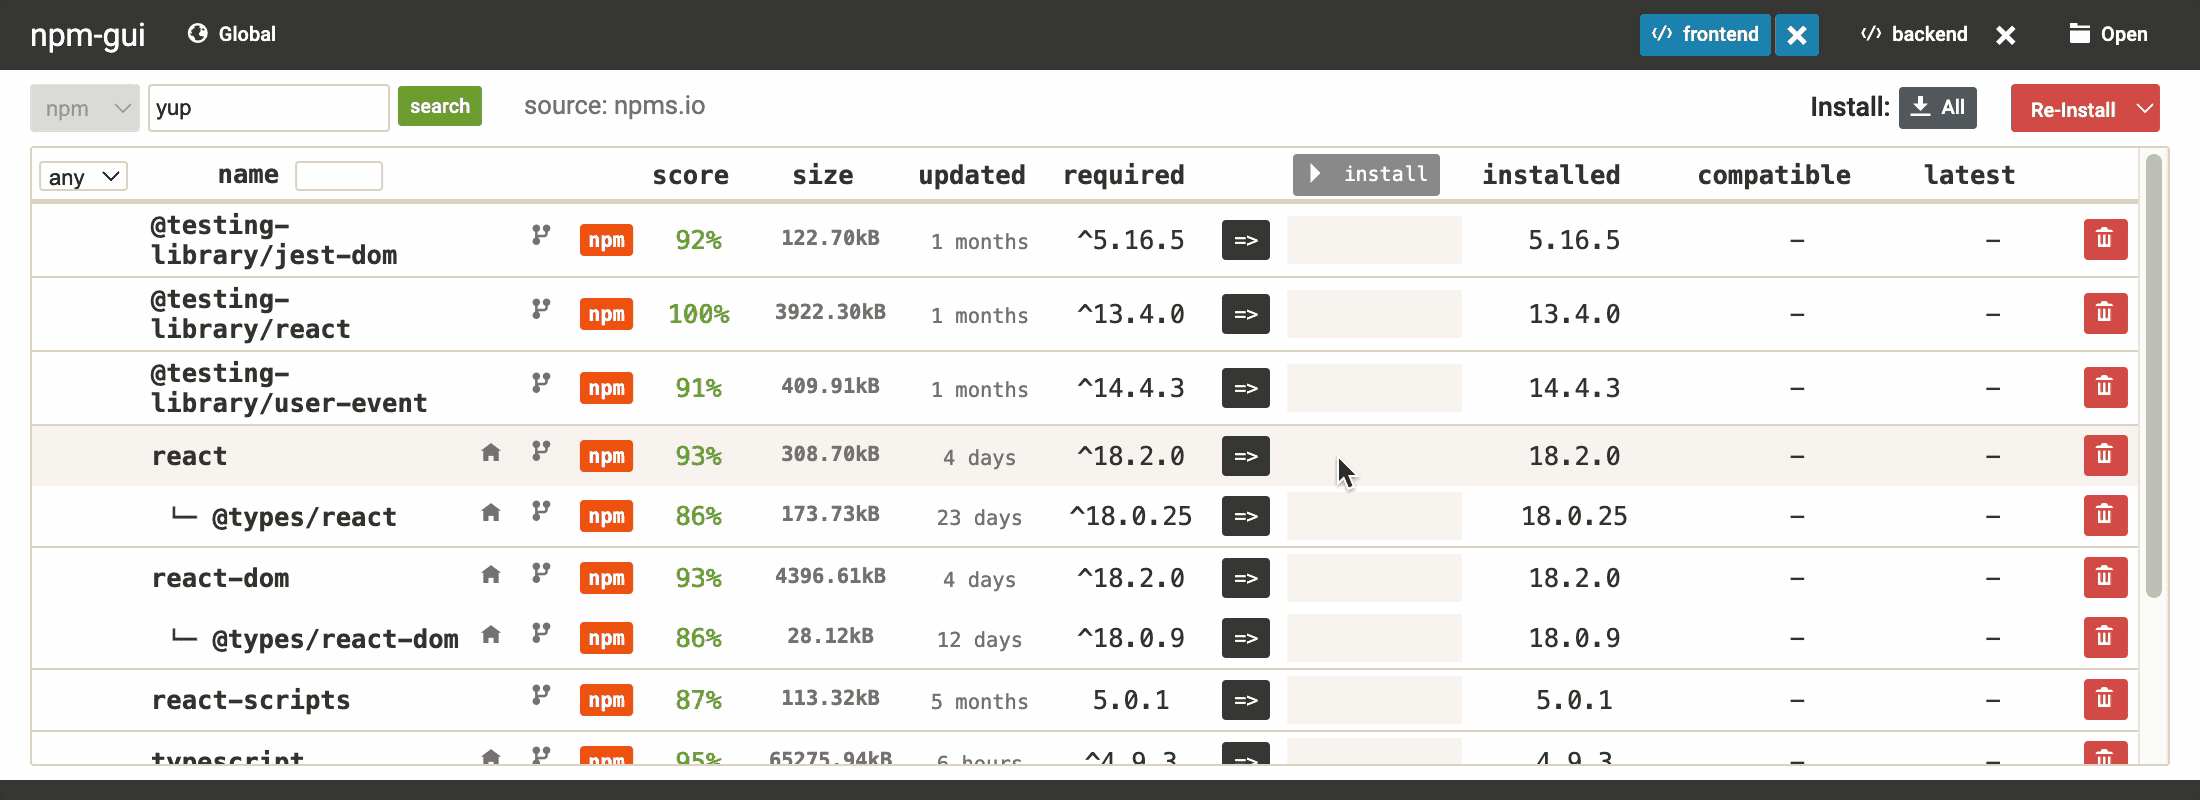 npm-gui Global frontend backend Open
npm yup search source: npms.io Install: All Re-Install
any name score size updated required install installed compatible latest
@testing-
library/jest-dom npm 92% 122.70kB 1 months ^5.16.5 => 5.16.5 – –
@testing-
library/react npm 100% 3922.30kB 1 months ^13.4.0 => 13.4.0 – –
@testing-
library/user-event npm 91% 409.91kB 1 months ^14.4.3 => 14.4.3 – –
react npm 93% 308.70kB 4 days ^18.2.0 => 18.2.0 – –
└─ @types/react npm 86% 173.73kB 23 days ^18.0.25 => 18.0.25 – –
react-dom npm 93% 4396.61kB 4 days ^18.2.0 => 18.2.0 – –
└─ @types/react-dom npm 86% 28.12kB 12 days ^18.0.9 => 18.0.9 – –
react-scripts npm 87% 113.32kB 5 months 5.0.1 => 5.0.1 – –
typescript npm 95% 65275.94kB 6 hours ^4.9.3 => 4.9.3 – –